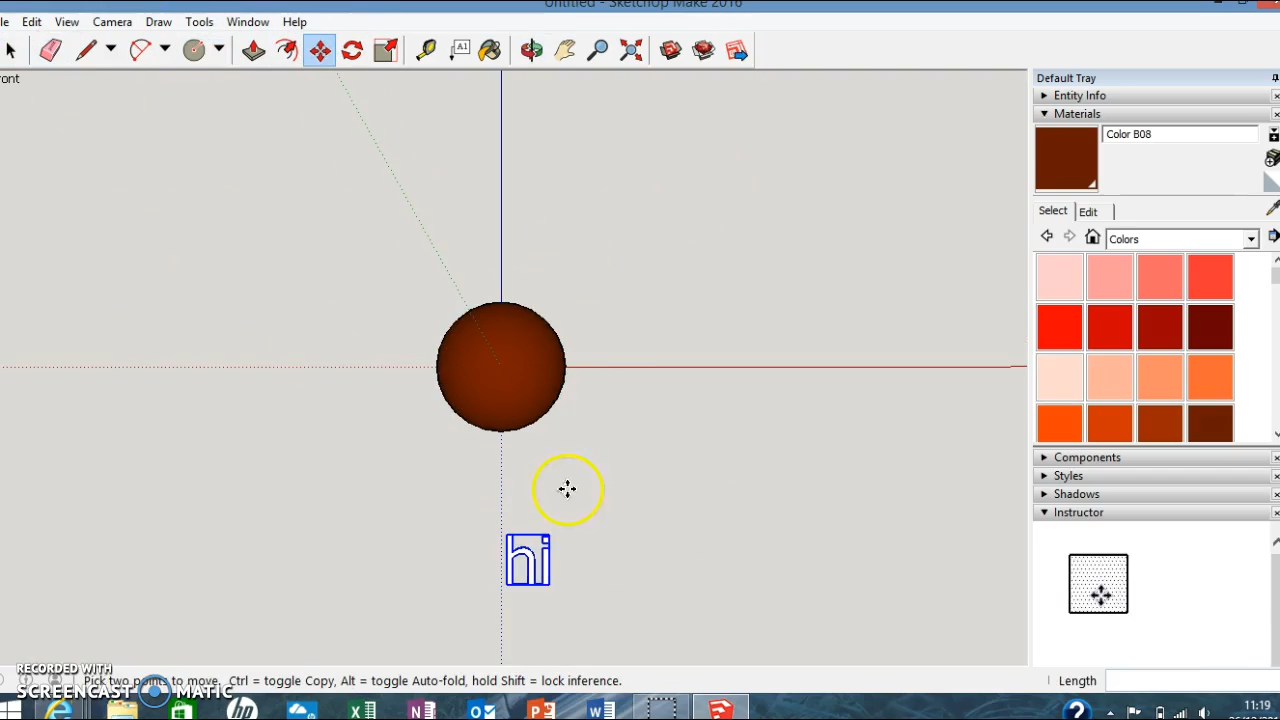 Untitled - SketchUp Make 2016
le Edit View Camera Draw Tools Window Help
A1
ront
Default Tray
Entity Info
Materials
Color B08
Select Edit
Colors
Components
Styles
Shadows
Instructor
hi
RECORDED WITH
SCREENCAST MATIC
Pick two points to move. Ctrl = toggle Copy, Alt = toggle Auto-fold, hold Shift = lock inference.
Length
11:19